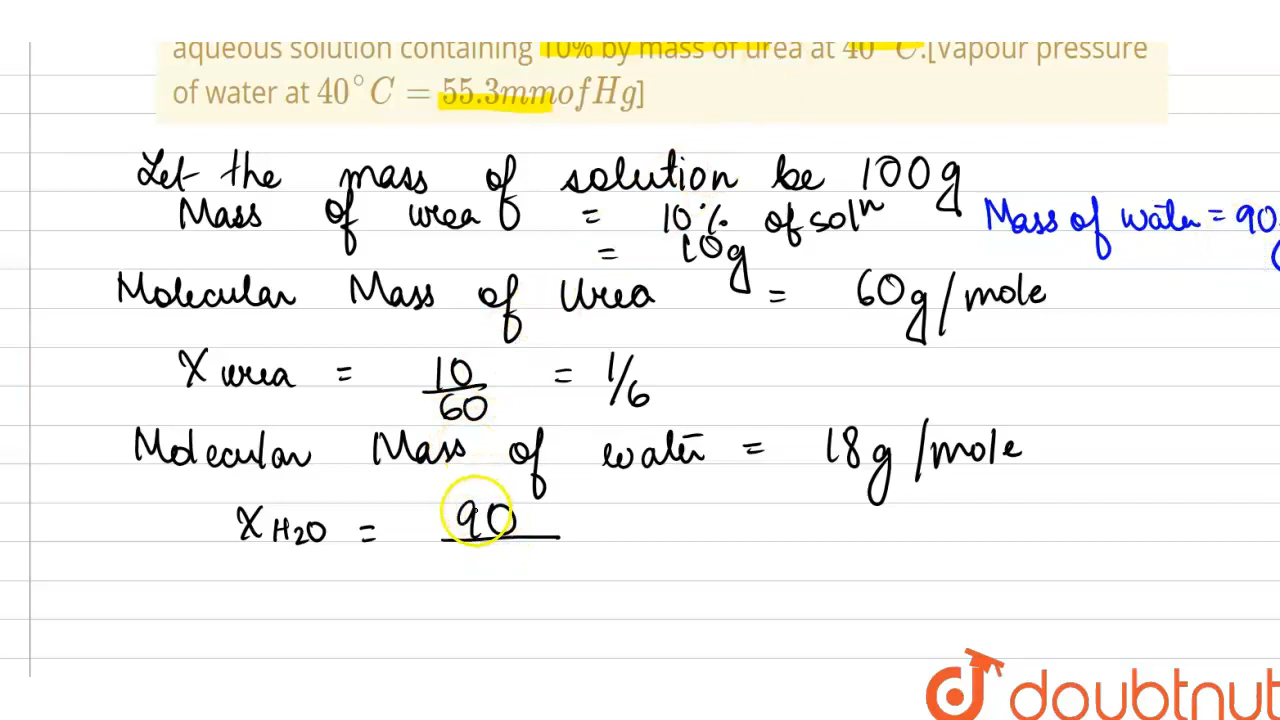 aqueous solution containing 10% by mass of urea at 40°C.[Vapour pressure
of water at 40°C = 55.3mmofHg]
Let the mass of solution be 100g
Mass of urea = 10% of solⁿ
Mass of water = 90g
= 10g
Molecular Mass of Urea = 60g/mole
X urea = 10/60 = 1/6
Molecular Mass of water = 18g/mole
X H₂O = 90
doubtnut